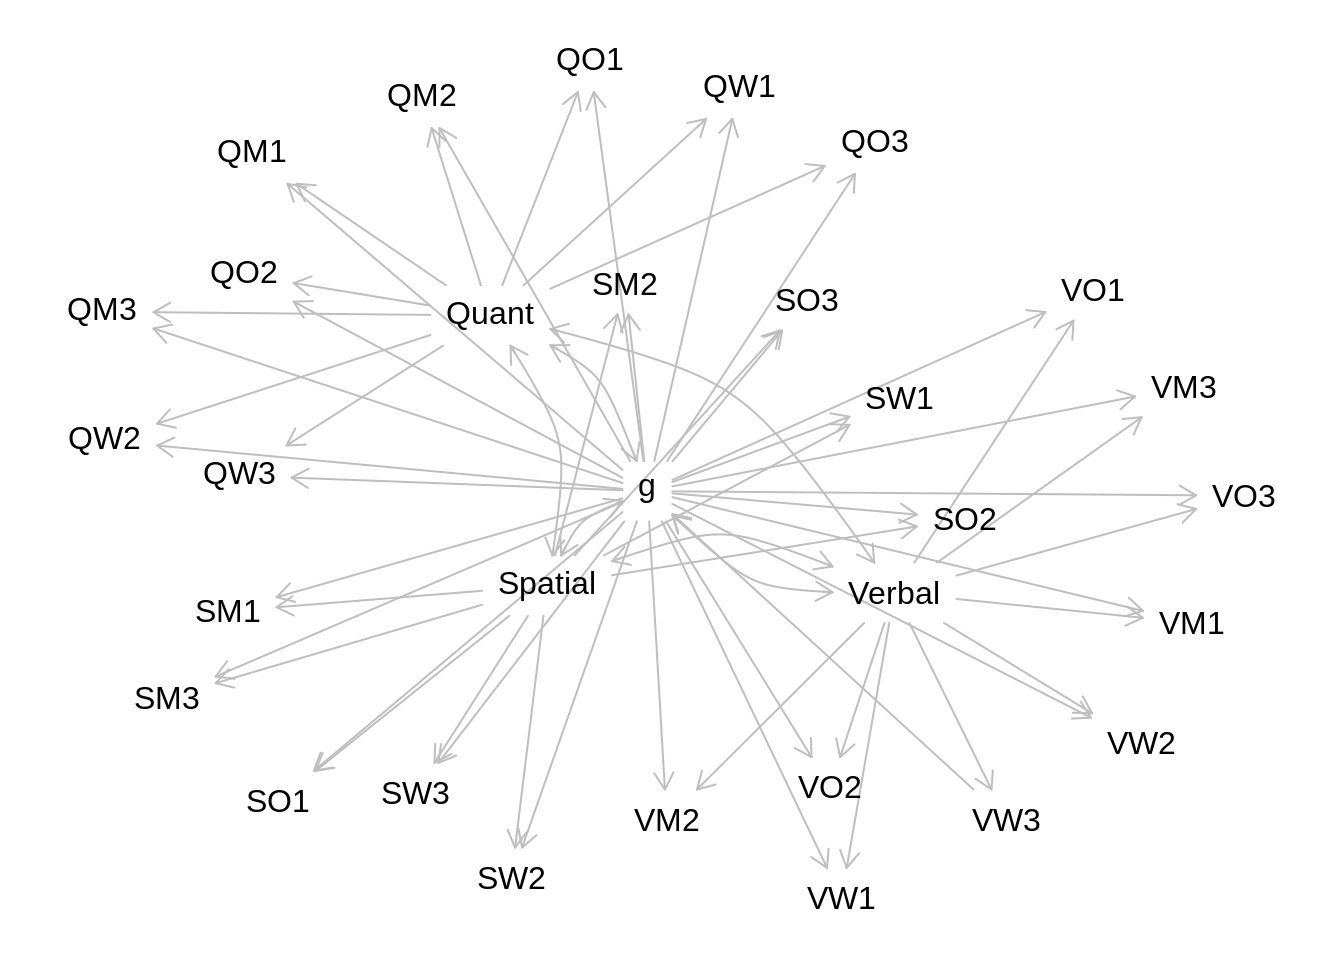 QO1
QW1
QM2
QO3
QM1
QO2
SM2
VO1
SO3
QM3
Quant
VM3
SW1
QW2
QW3
g
VO3
SO2
Spatial
Verbal
SM1
VM1
SM3
VW2
VO2
SW3
SO1
VM2
VW3
SW2
VW1